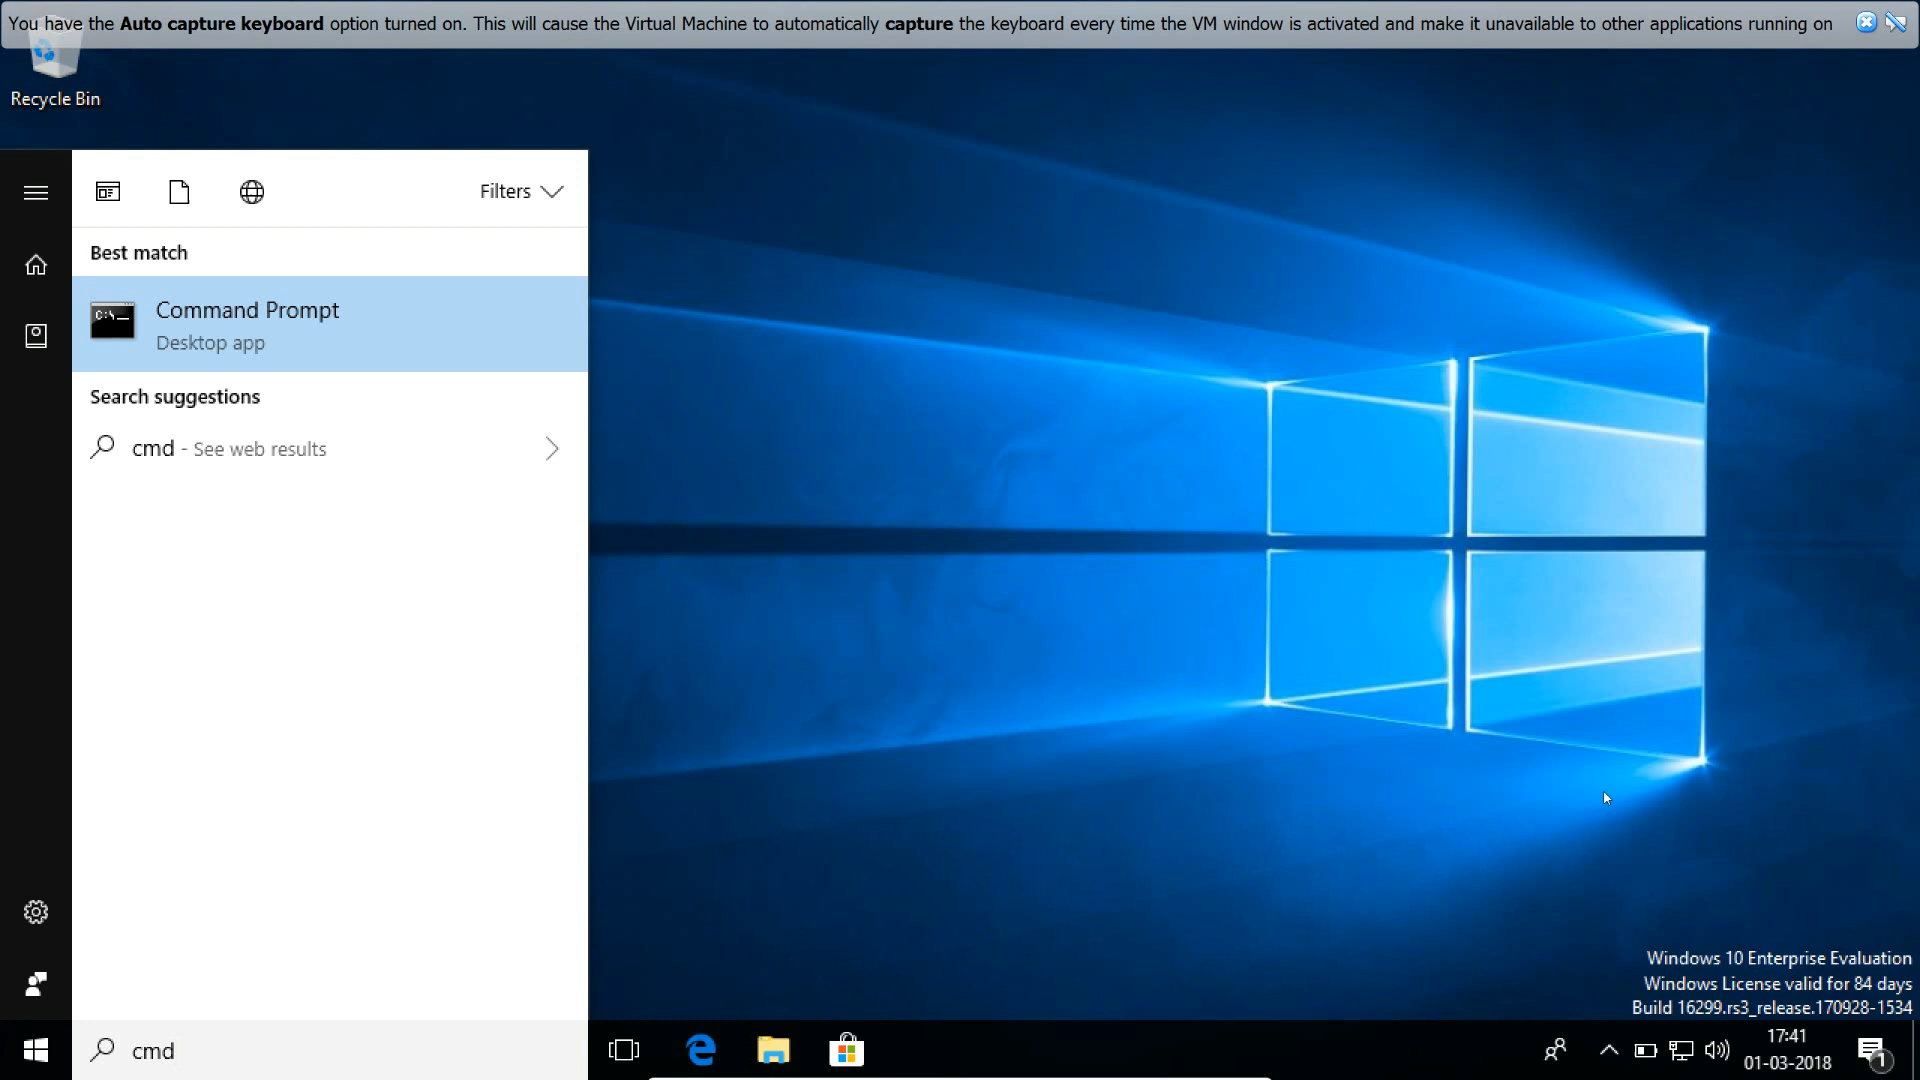 You have the Auto capture keyboard option turned on. This will cause the Virtual Machine to automatically capture the keyboard every time the VM window is activated and make it unavailable to other applications running on
Recycle Bin
Filters
Best match
C:\_
Command Prompt
Desktop app
Search suggestions
cmd - See web results
Windows 10 Enterprise Evaluation
Windows License valid for 84 days
Build 16299.rs3_release.170928-1534
cmd
17:41
01-03-2018
1